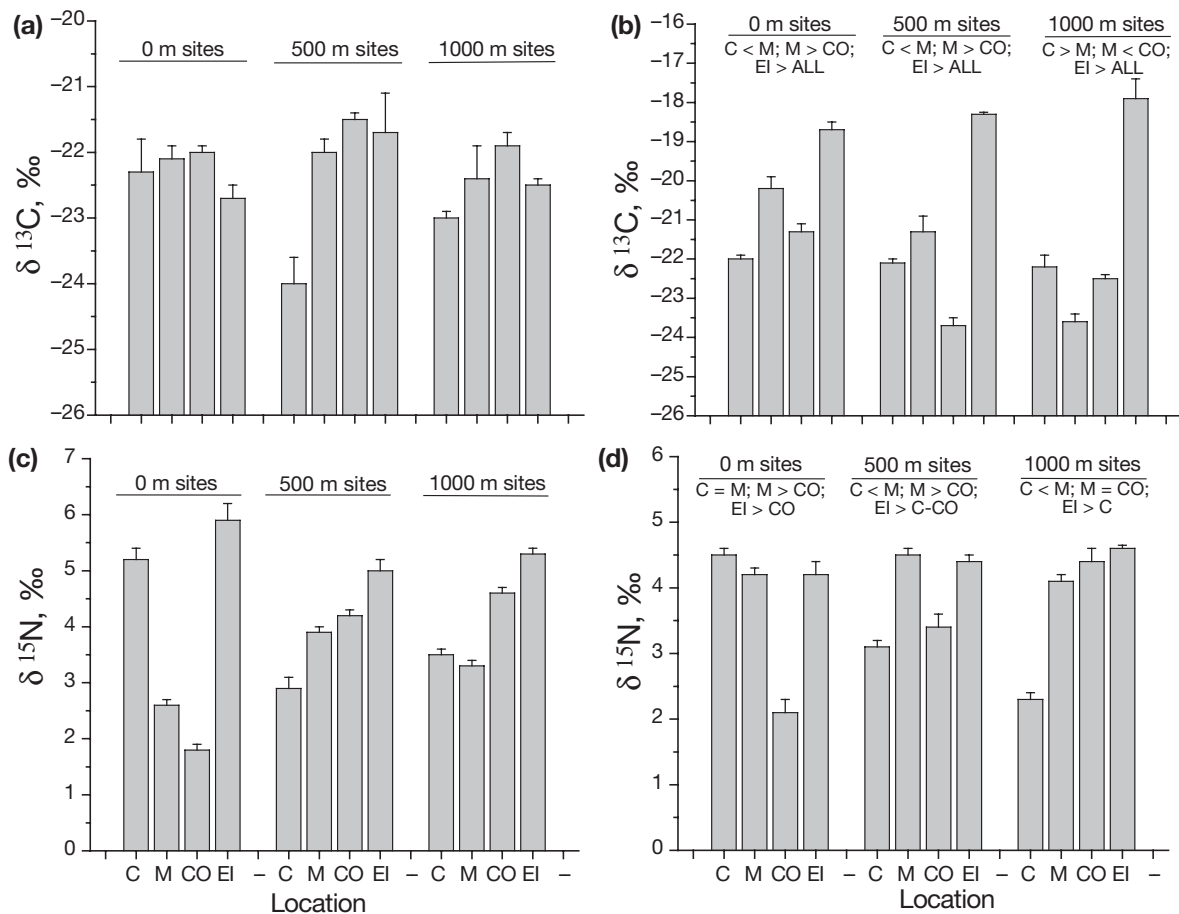 (a)
−20
−21
−22
−23
−24
−25
−26
δ 13C, ‰
0 m sites
500 m sites
1000 m sites
(b)
−16
−17
−18
−19
−20
−21
−22
−23
−24
−25
−26
δ 13C, ‰
0 m sites
C < M; M > CO;
EI > ALL
500 m sites
C < M; M > CO;
EI > ALL
1000 m sites
C > M; M < CO;
EI > ALL
(c)
7
6
5
4
3
2
1
0
δ 15N, ‰
0 m sites
500 m sites
1000 m sites
C M CO EI – C M CO EI – C M CO EI –
Location
(d)
6
5
4
3
2
1
0
δ 15N, ‰
0 m sites
C = M; M > CO;
EI > CO
500 m sites
C < M; M > CO;
EI > C-CO
1000 m sites
C < M; M = CO;
EI > C
C M CO EI – C M CO EI – C M CO EI –
Location